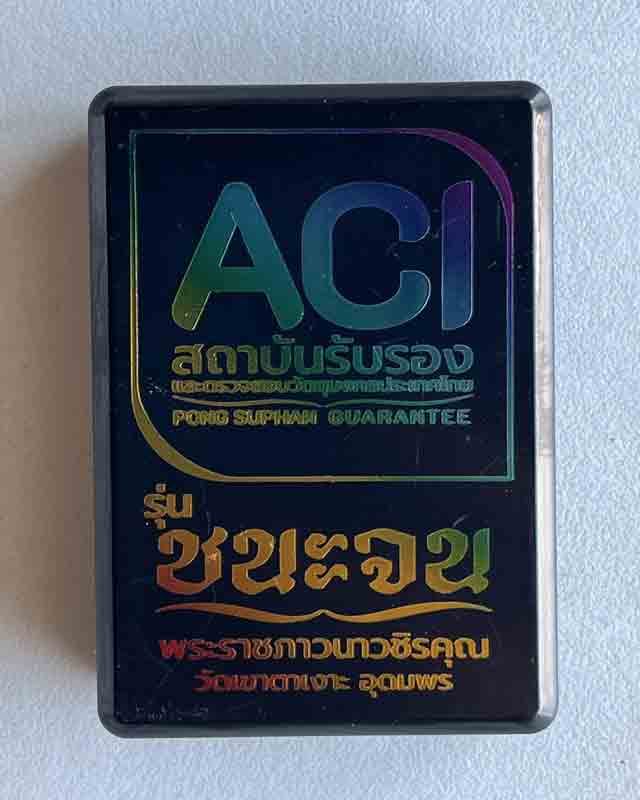 ACI
สถาบันรับรอง
และตรวจสอบวัตถุมงคลประเทศไทย
PONG SUPHAN GUARANTEE
รุ่น
ชนะจน
พระราชภาวนาวชิรคุณ
วัดเขาตาเงาะ อุดมพร